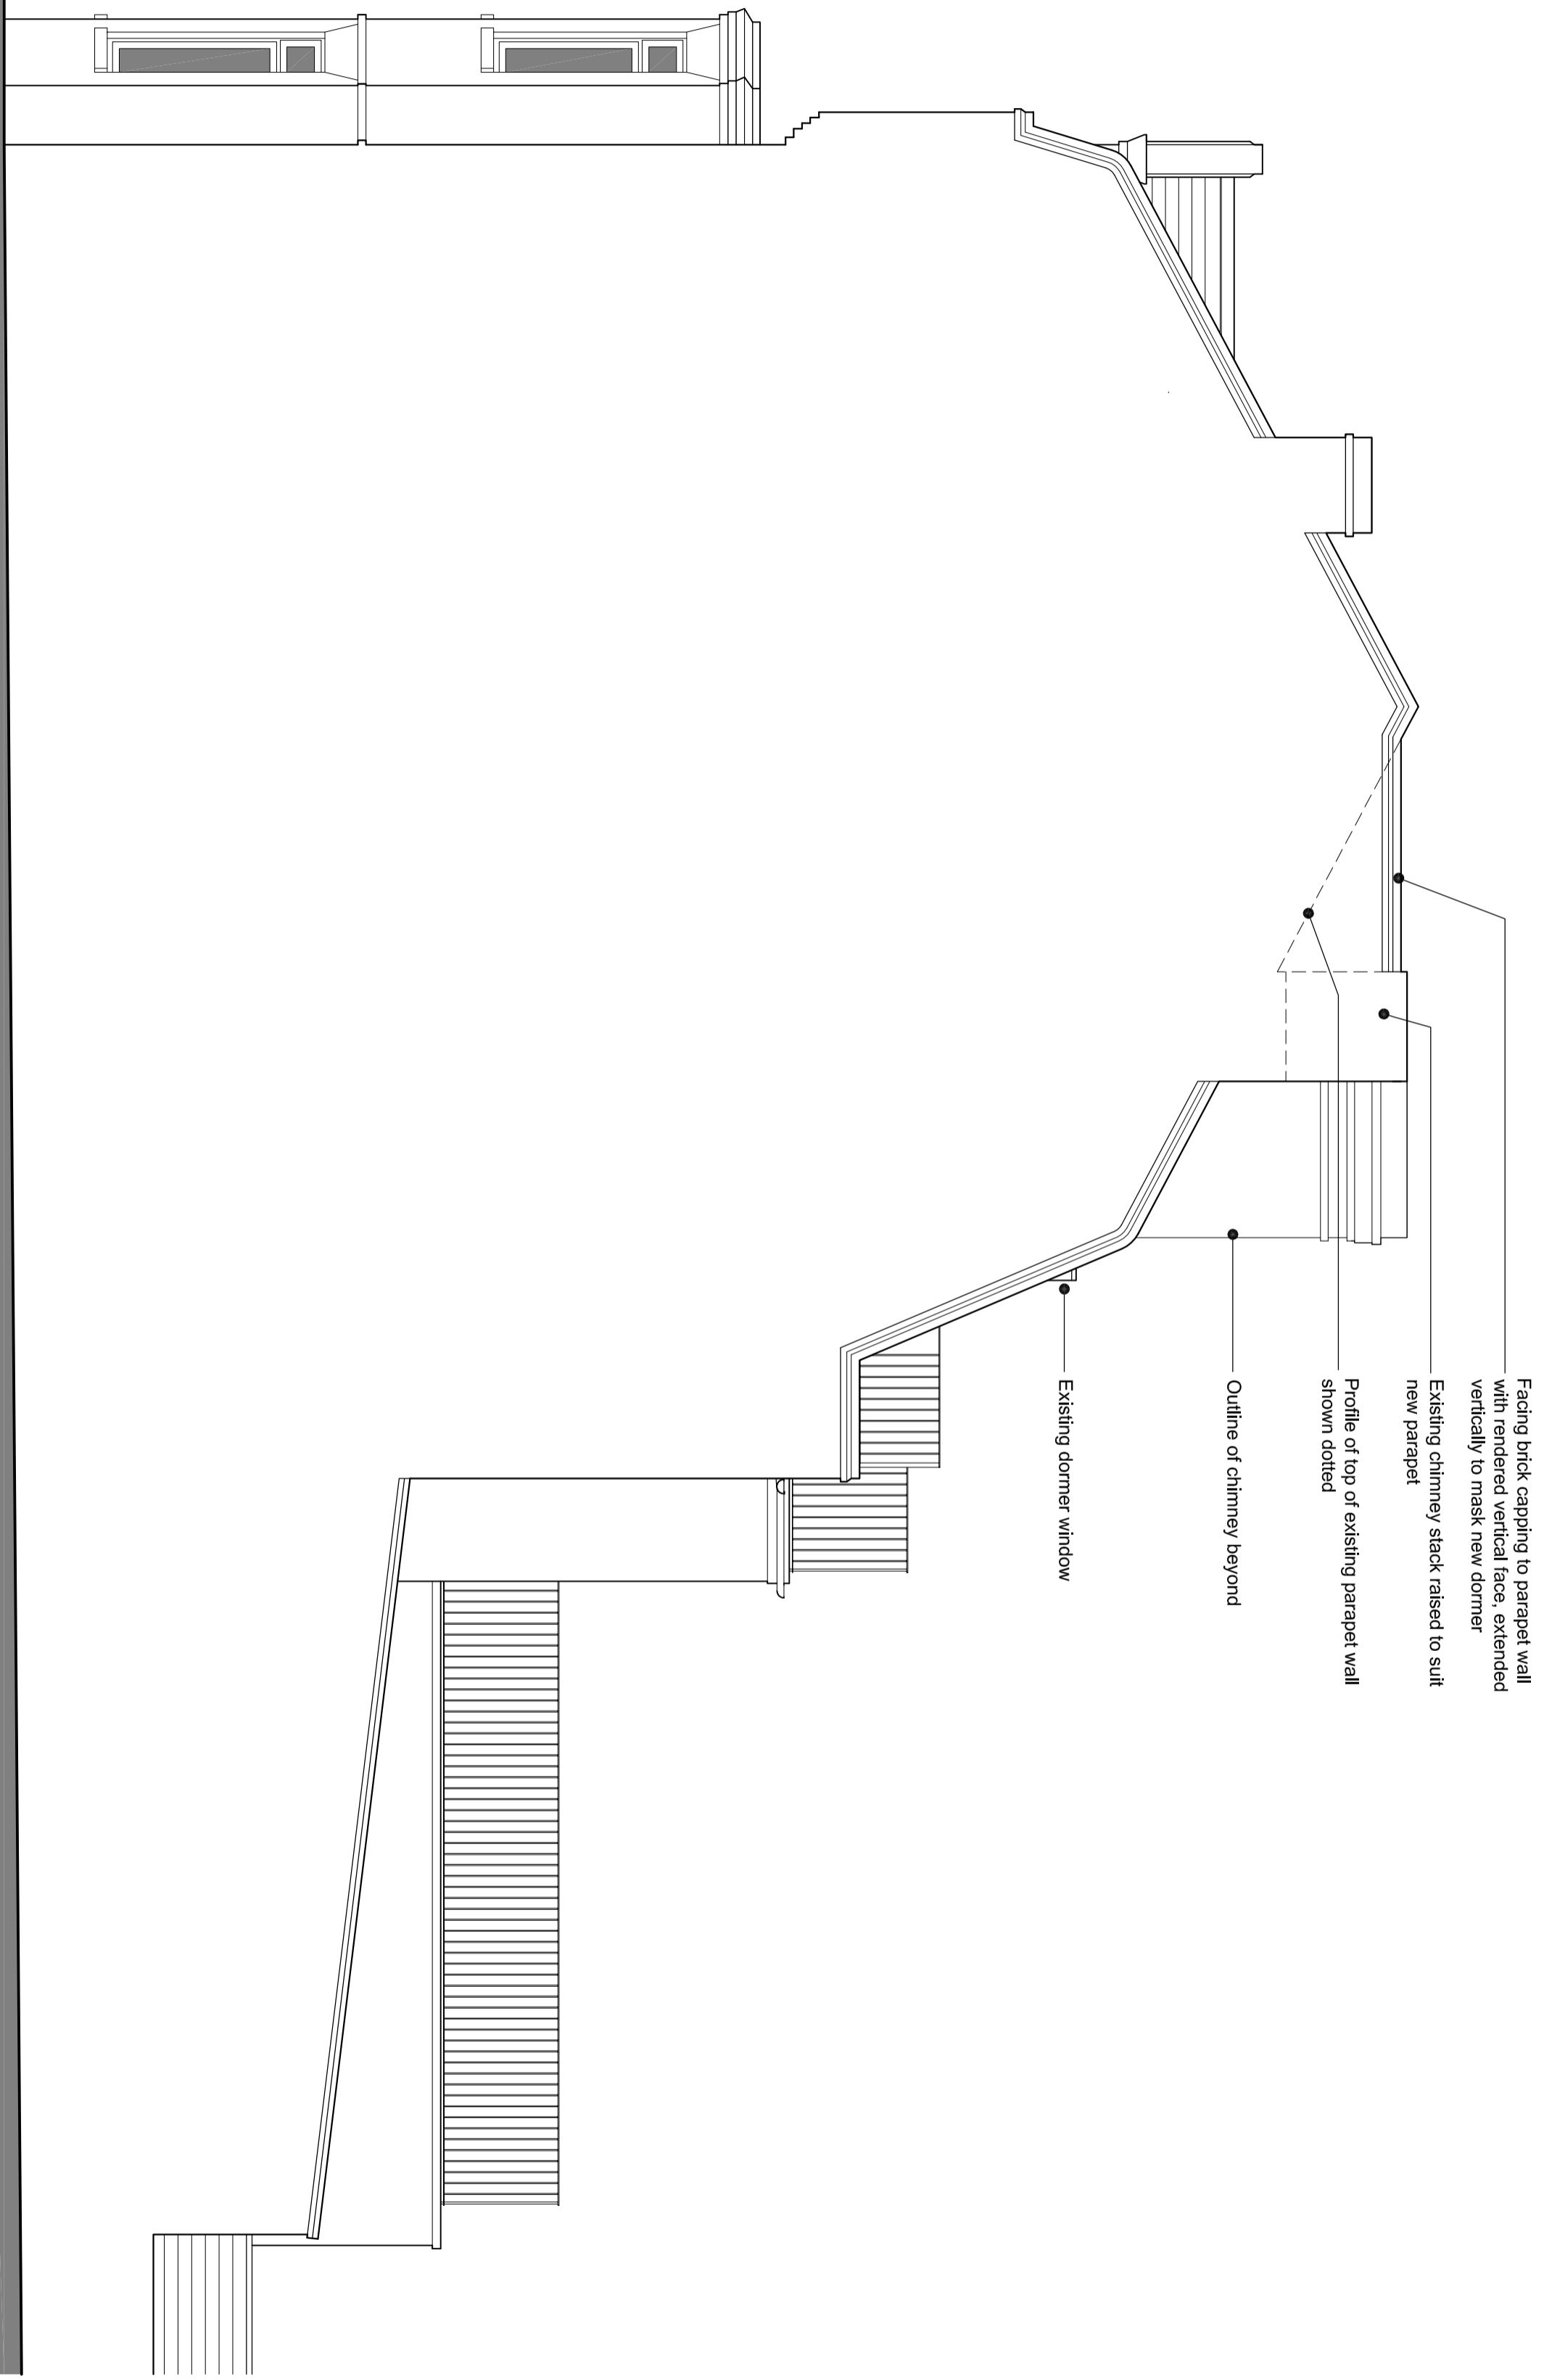 Facing brick capping to parapet wall
with rendered vertical face, extended
vertically to mask new dormer
Existing chimney stack raised to suit
new parapet
Profile of top of existing parapet wall
shown dotted
Outline of chimney beyond
Existing dormer window